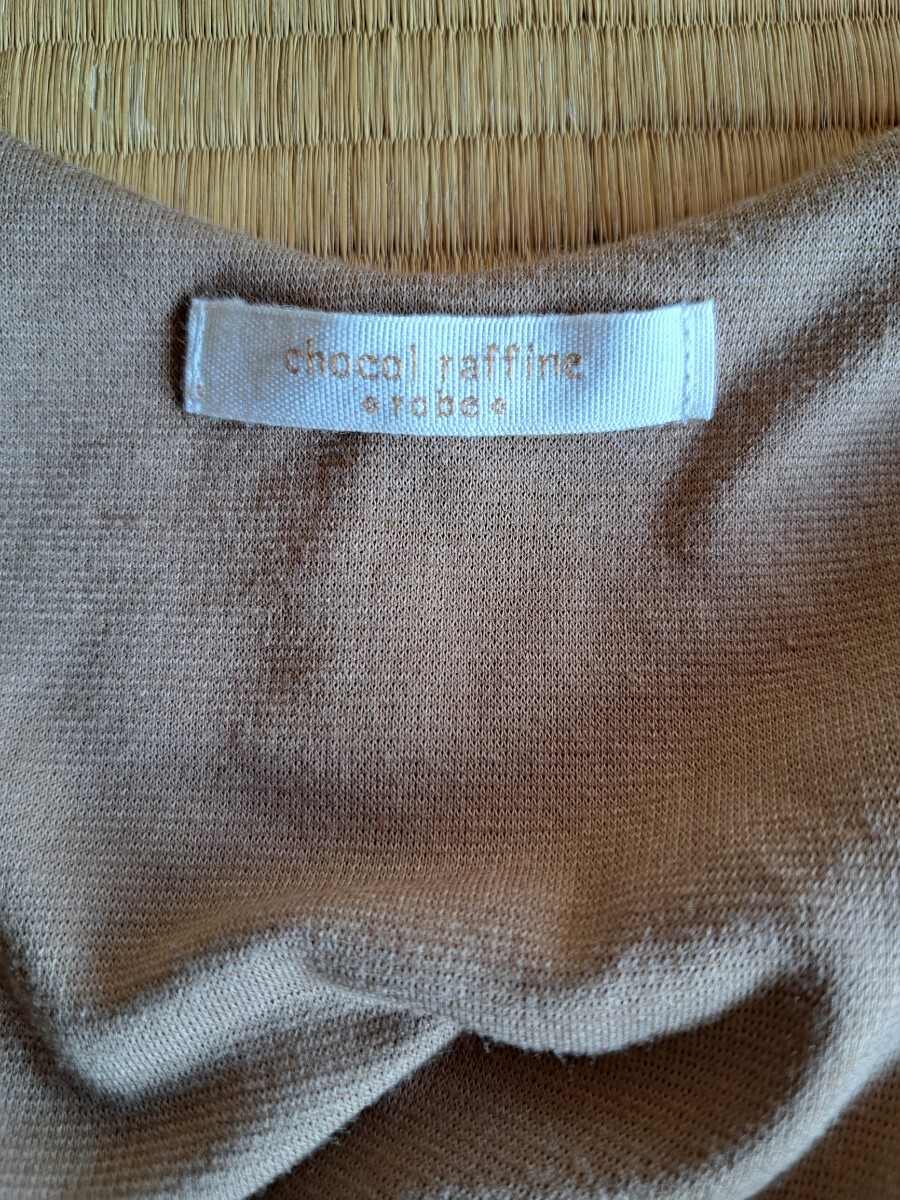 chocol raffine
robe